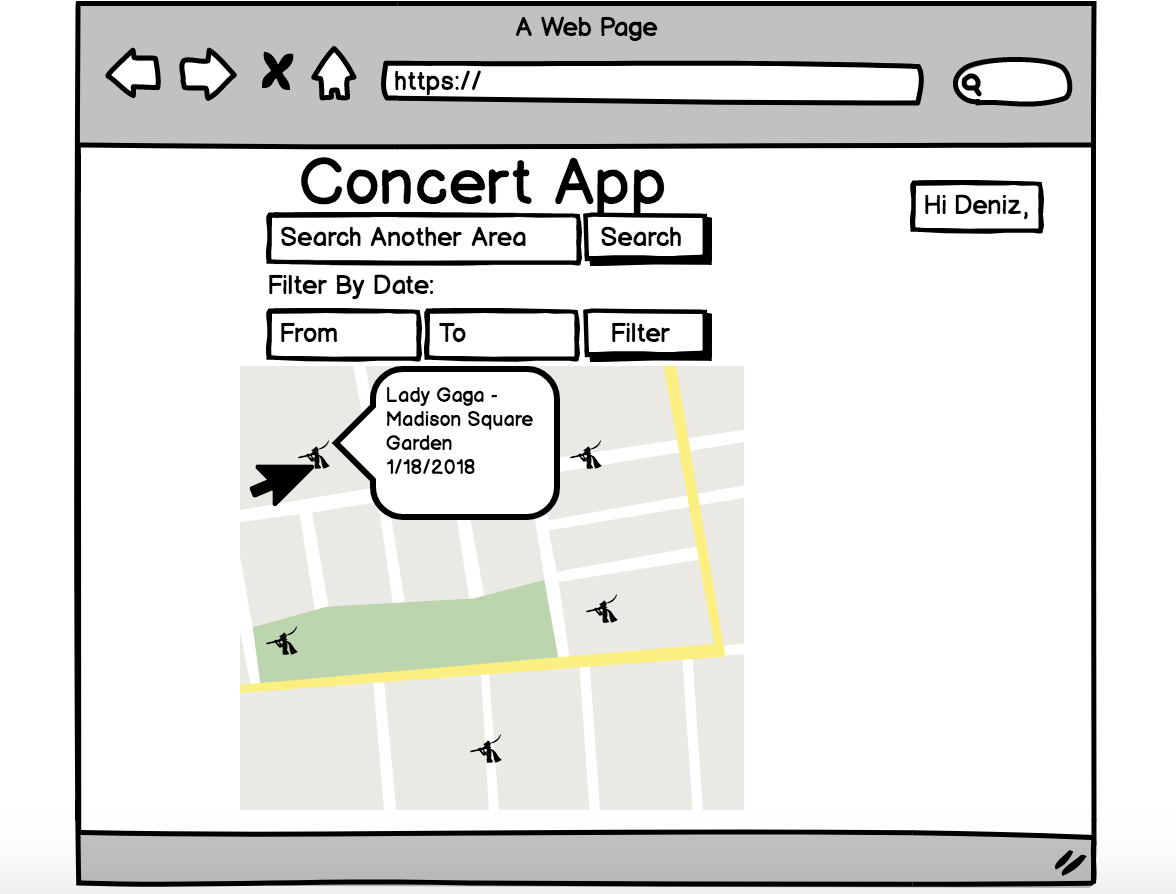 A Web Page
https://
Concert App
Hi Deniz,
Search Another Area
Search
Filter By Date:
From
To
Filter
Lady Gaga -
Madison Square
Garden
1/18/2018